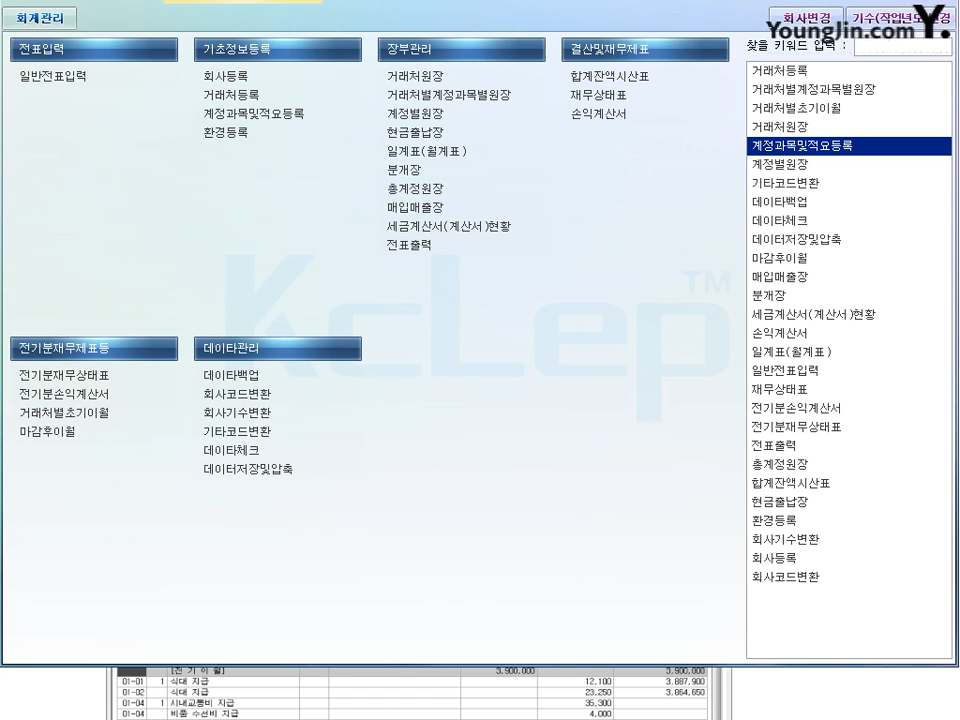 회계관리
회사변경
기수(작업년도)변경
YoungJin.com Y.
찾을 키워드 입력 :
전표입력
일반전표입력
기초정보등록
회사등록
거래처등록
계정과목및적요등록
환경등록
장부관리
거래처원장
거래처별계정과목별원장
계정별원장
현금출납장
일계표(월계표)
분개장
총계정원장
매입매출장
세금계산서(계산서)현황
전표출력
결산및재무제표
합계잔액시산표
재무상태표
손익계산서
전기분재무제표등
전기분재무상태표
전기분손익계산서
거래처별초기이월
마감후이월
데이타관리
데이타백업
회사코드변환
회사기수변환
기타코드변환
데이타체크
데이터저장및압축
KcLep™
거래처등록
거래처별계정과목별원장
거래처별초기이월
거래처원장
계정과목및적요등록
계정별원장
기타코드변환
데이타백업
데이타체크
데이터저장및압축
마감후이월
매입매출장
분개장
세금계산서(계산서)현황
손익계산서
일계표(월계표)
일반전표입력
재무상태표
전기분손익계산서
전기분재무상태표
전표출력
총계정원장
합계잔액시산표
현금출납장
환경등록
회사기수변환
회사등록
회사코드변환
[전 기 이 월] 3,900,000 3,900,000
01-01 1 식대 지급 12,100 3,887,900
01-02 식대 지급 23,250 3,864,650
01-04 1 시내교통비 지급 35,300
01-04 비품 수선비 지급 4,000